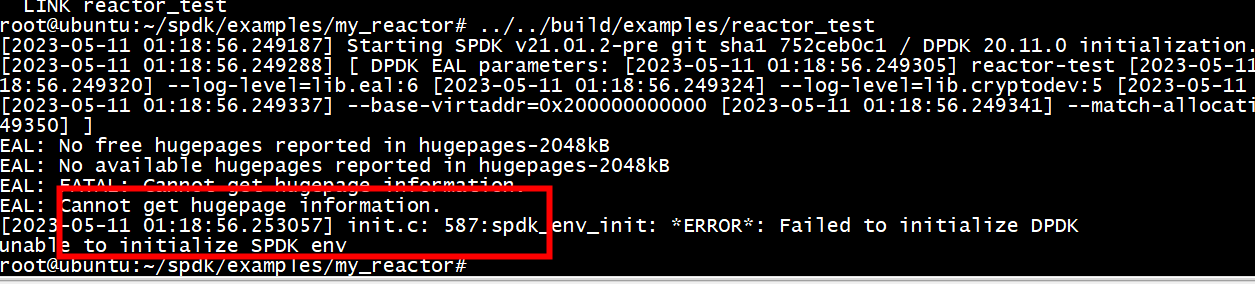 LINK reactor_test
root@ubuntu:~/spdk/examples/my_reactor# ../../build/examples/reactor_test
[2023-05-11 01:18:56.249187] Starting SPDK v21.01.2-pre git sha1 752ceb0c1 / DPDK 20.11.0 initialization.
[2023-05-11 01:18:56.249288] [ DPDK EAL parameters: [2023-05-11 01:18:56.249305] reactor-test [2023-05-11
18:56.249320] --log-level=lib.eal:6 [2023-05-11 01:18:56.249324] --log-level=lib.cryptodev:5 [2023-05-11
[2023-05-11 01:18:56.249337] --base-virtaddr=0x200000000000 [2023-05-11 01:18:56.249341] --match-allocati
49350] ]
EAL: No free hugepages reported in hugepages-2048kB
EAL: No available hugepages reported in hugepages-2048kB
EAL: FATAL: Cannot get hugepage information.
EAL: Cannot get hugepage information.
[2023-05-11 01:18:56.253057] init.c: 587:spdk_env_init: *ERROR*: Failed to initialize DPDK
unable to initialize SPDK env
root@ubuntu:~/spdk/examples/my_reactor#